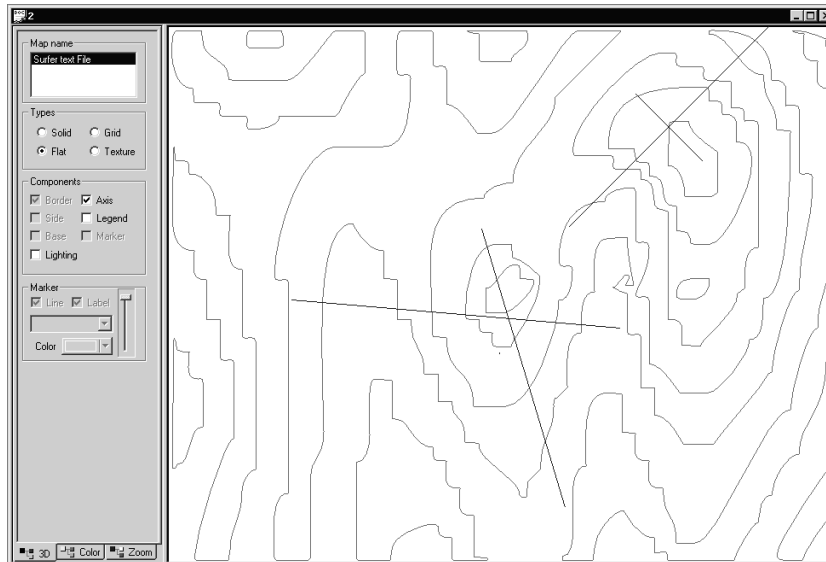 2
Map name
Surfer text File
Types
Solid Grid
Flat Texture
Components
Border Axis
Side Legend
Base Marker
Lighting
Marker
Line Label
Color
3D Color Zoom